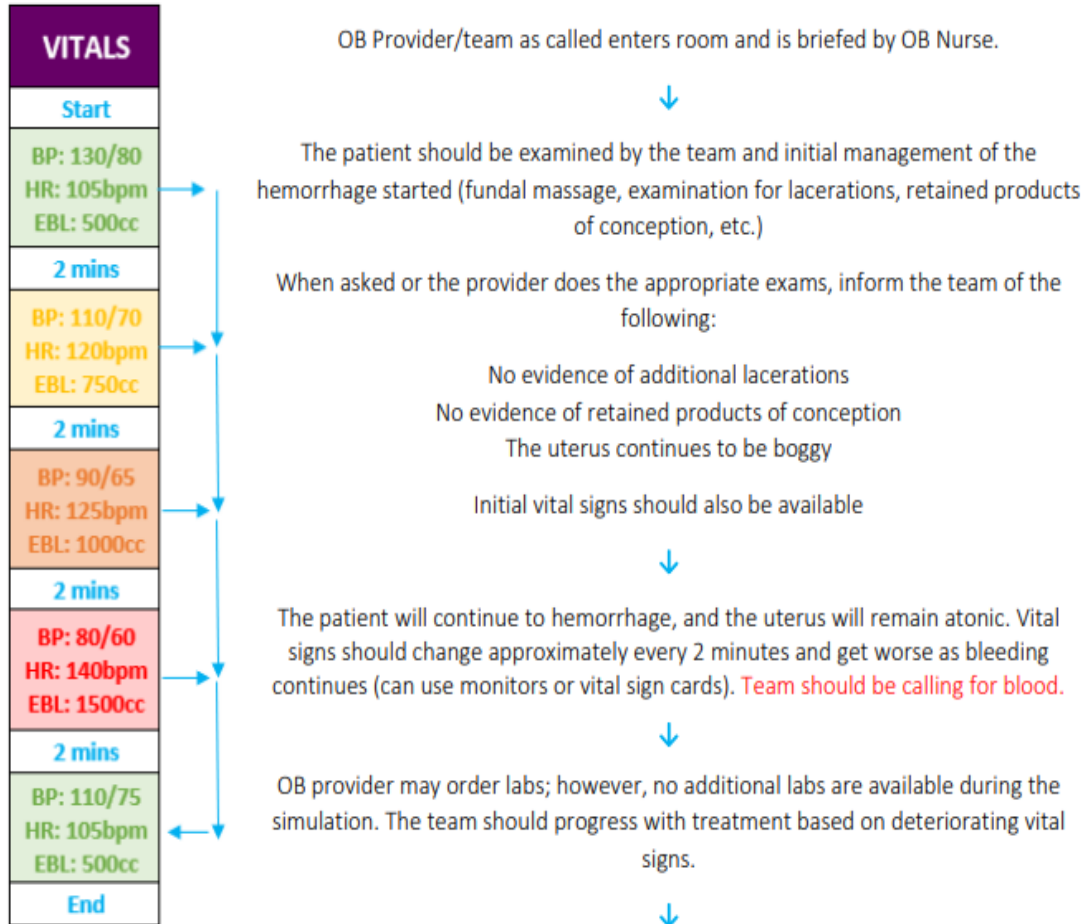 VITALS
Start
BP: 130/80
HR: 105bpm
EBL: 500cc
2 mins
BP: 110/70
HR: 120bpm
EBL: 750cc
2 mins
BP: 90/65
HR: 125bpm
EBL: 1000cc
2 mins
BP: 80/60
HR: 140bpm
EBL: 1500cc
2 mins
BP: 110/75
HR: 105bpm
EBL: 500cc
End
OB Provider/team as called enters room and is briefed by OB Nurse.
The patient should be examined by the team and initial management of the
hemorrhage started (fundal massage, examination for lacerations, retained products
of conception, etc.)
When asked or the provider does the appropriate exams, inform the team of the
following:
No evidence of additional lacerations
No evidence of retained products of conception
The uterus continues to be boggy
Initial vital signs should also be available
The patient will continue to hemorrhage, and the uterus will remain atonic. Vital
signs should change approximately every 2 minutes and get worse as bleeding
continues (can use monitors or vital sign cards). Team should be calling for blood.
OB provider may order labs; however, no additional labs are available during the
simulation. The team should progress with treatment based on deteriorating vital
signs.